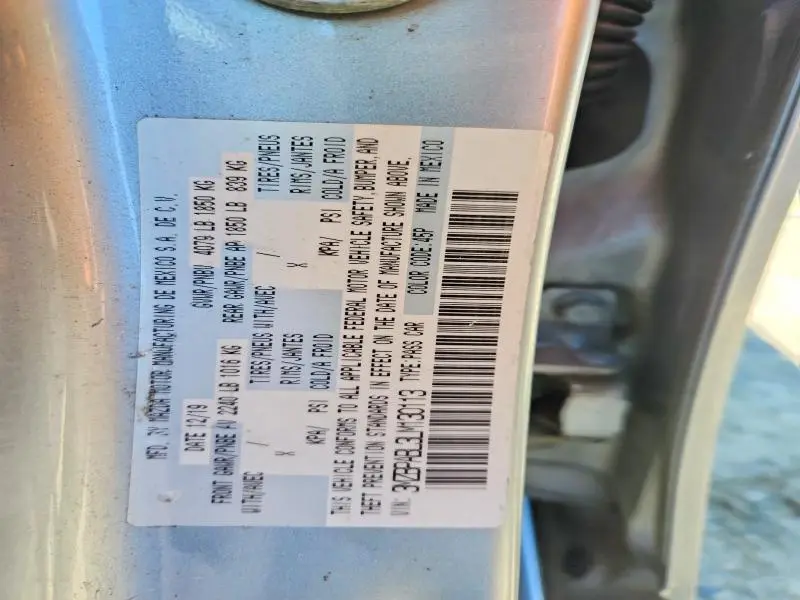 MFD. BY MAZDA MOTOR MANUFACTURING DE MEXICO S.A. DE C.V.
DATE 12/19 GVWR/PNBV 4079 LB 1850 KG
FRONT GAWR/PNBE AV 2240 LB 1016 KG REAR GAWR/PNBE AR 1850 LB 839 KG
WITH/AVEC / TIRES/PNEUS WITH/AVEC / TIRES/PNEUS
X RIMS/JANTES X RIMS/JANTES
KPA/ PSI COLD/A FROID KPA/ PSI COLD/A FROID
THIS VEHICLE CONFORMS TO ALL APPLICABLE FEDERAL MOTOR VEHICLE SAFETY, BUMPER, AND
THEFT PREVENTION STANDARDS IN EFFECT ON THE DATE OF MANUFACTURE SHOWN ABOVE.
VIN: 3MZBPABL3LM130113 TYPE:PASS CAR COLOR CODE:45P MADE IN MEXICO